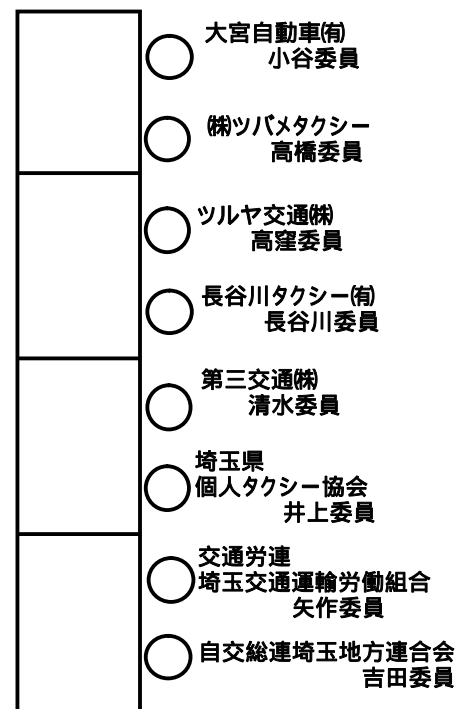 大宮自動車㈲
小谷委員
㈱ツバメタクシー
高橋委員
ツルヤ交通㈱
高窪委員
長谷川タクシー㈲
長谷川委員
第三交通㈱
清水委員
埼玉県
個人タクシー協会
井上委員
交通労連
埼玉交通運輸労働組合
矢作委員
自交総連埼玉地方連合会
吉田委員